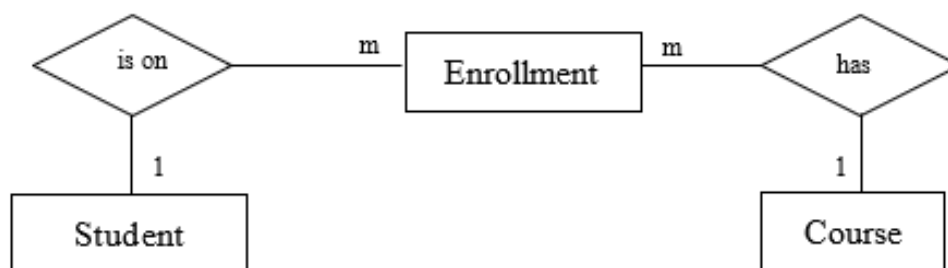 is on
m
Enrollment
m
has
1
1
Student
Course